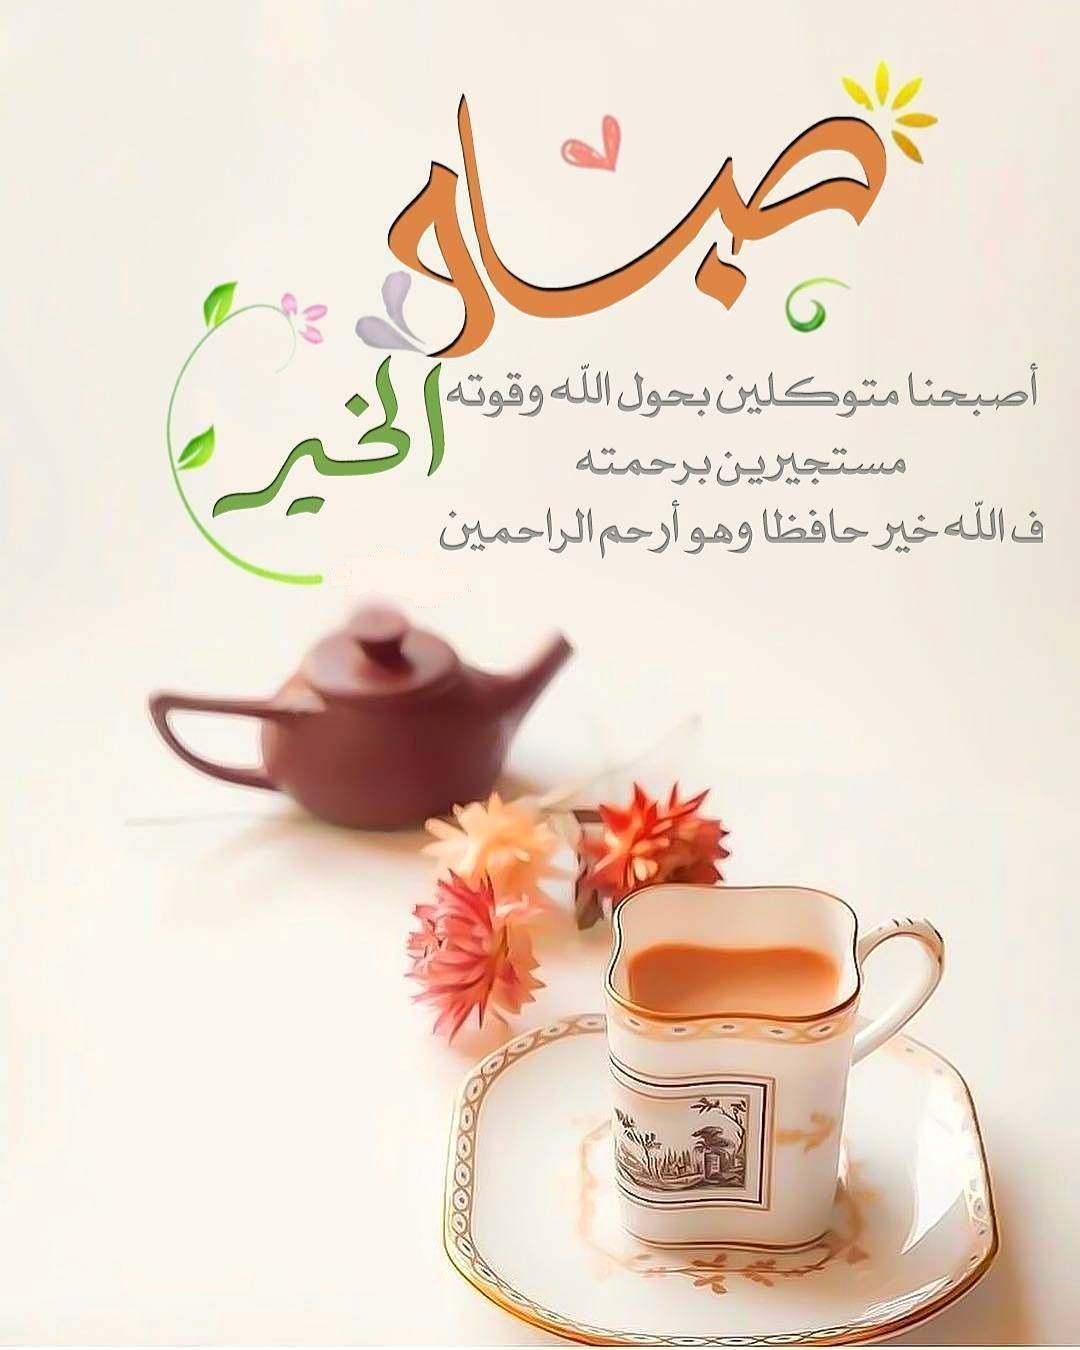 صباح
الخير
أصبحنا متوكلين بحول الله وقوته
مستجيرين برحمته
ف الله خير حافظا وهو أرحم الراحمين